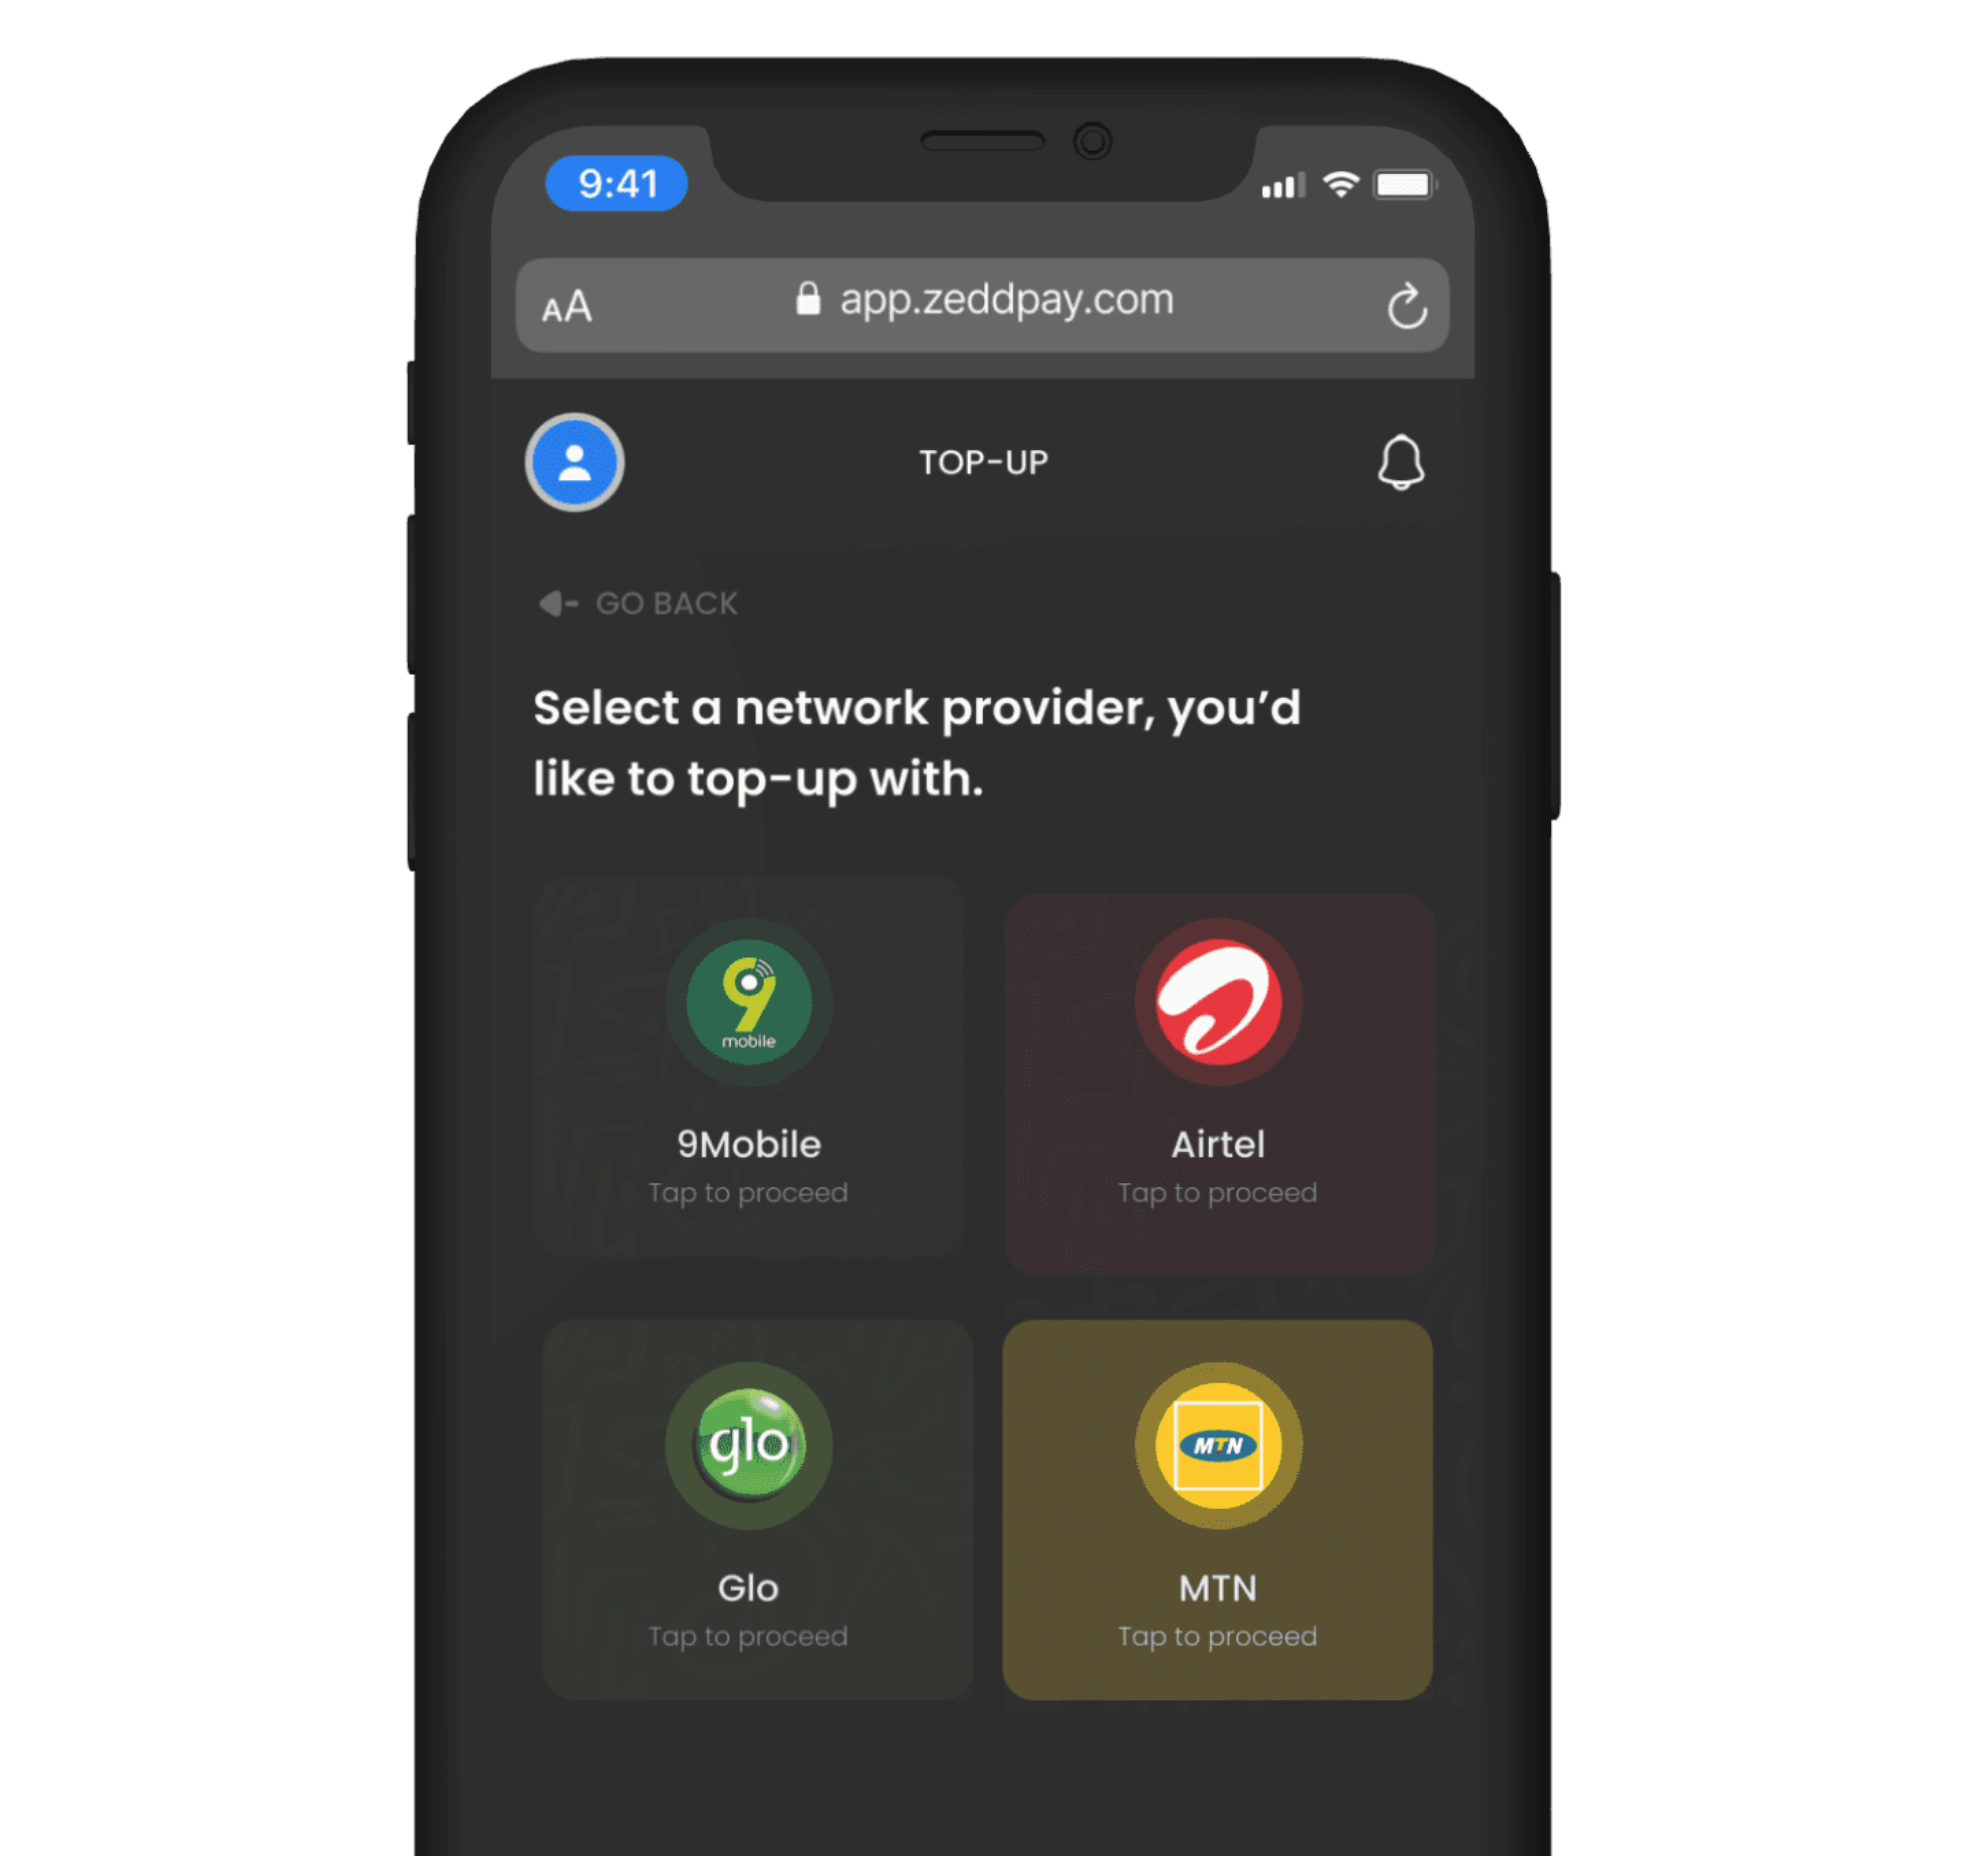 9:41
AA
app.zeddpay.com
TOP-UP
GO BACK
Select a network provider, you’d
like to top-up with.
9
mobile
9Mobile
Tap to proceed
Airtel
Tap to proceed
glo
Glo
Tap to proceed
MTN
MTN
Tap to proceed